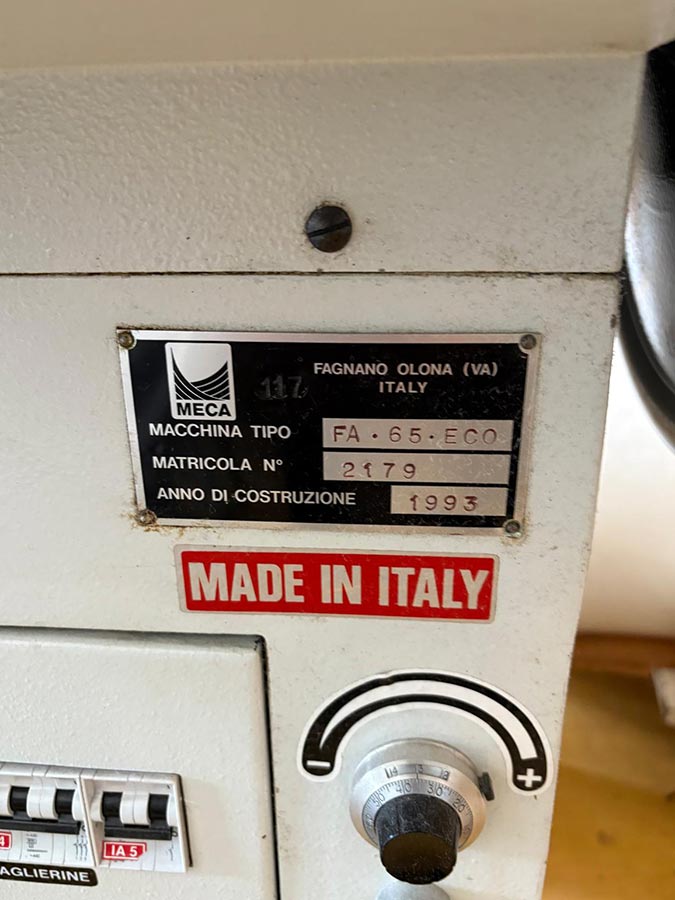 117
FAGNANO OLONA (VA)
ITALY
MECA
MACCHINA TIPO FA·65·ECO
MATRICOLA N° 2179
ANNO DI COSTRUZIONE 1993
MADE IN ITALY
- +
IA 5
AGLIERINE